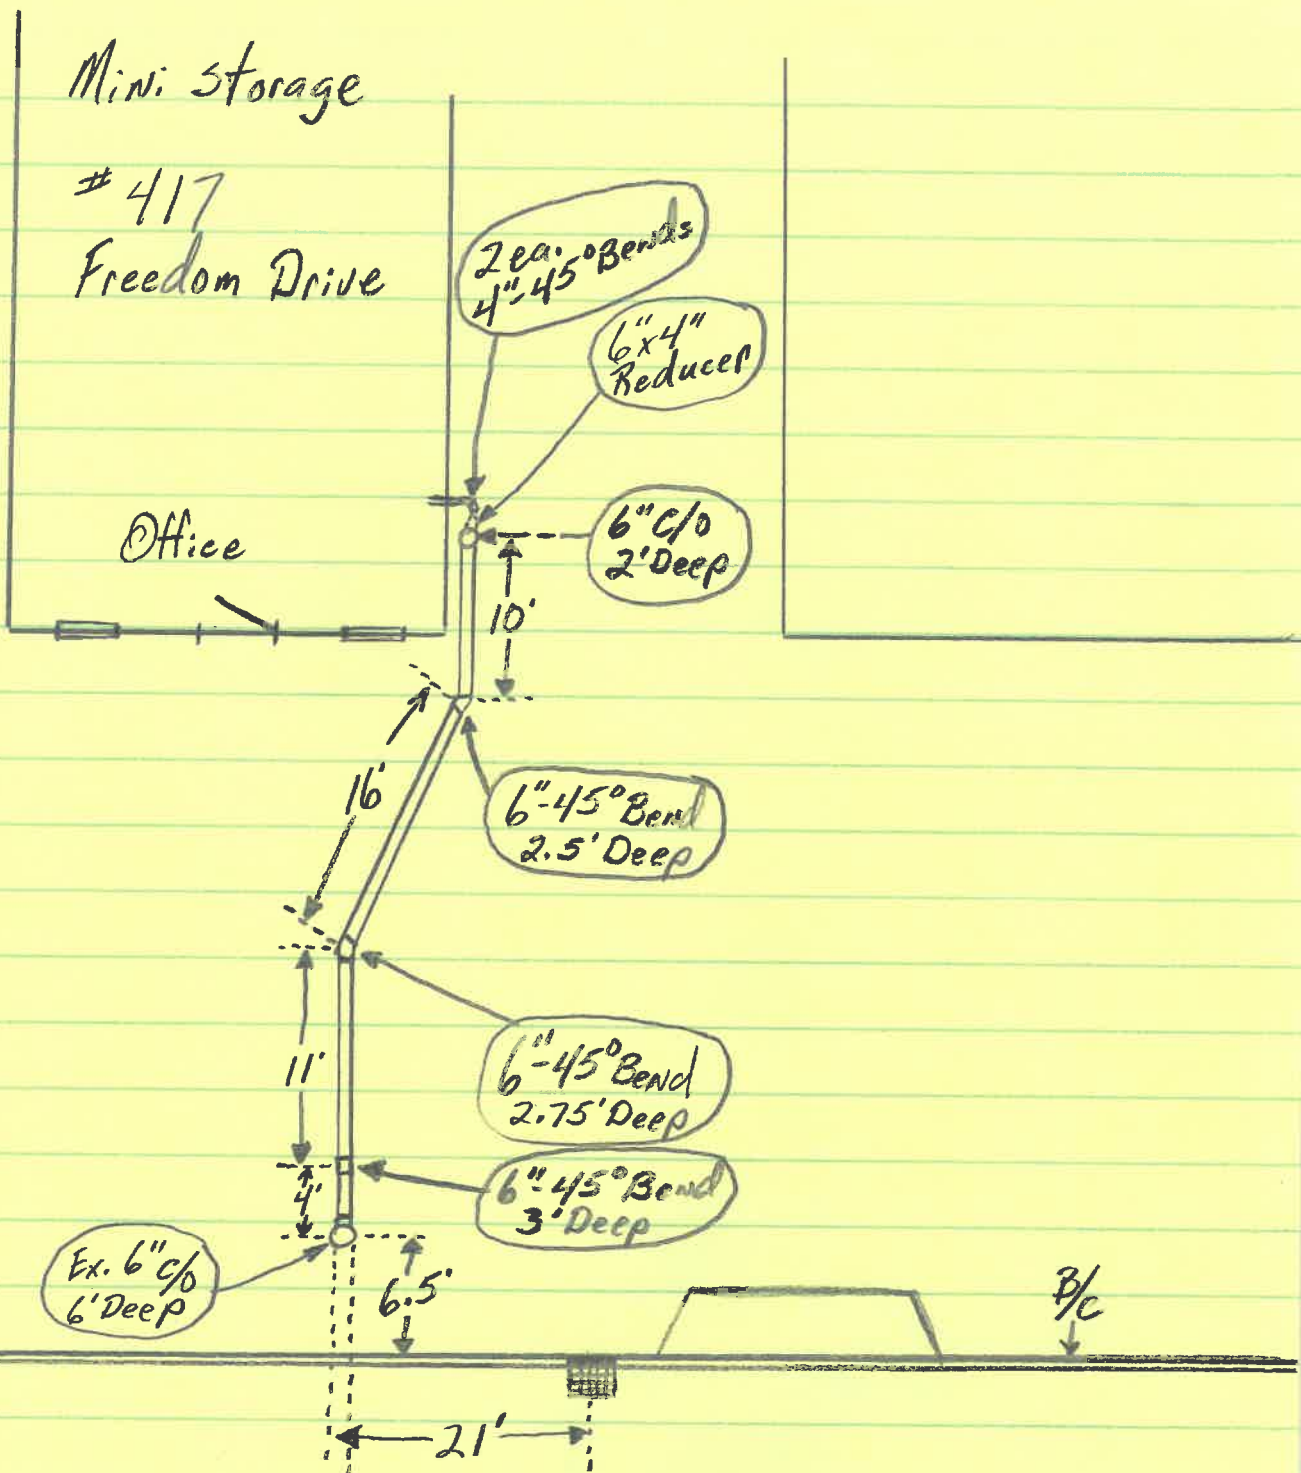 Mini Storage
# 417
Freedom Drive
2 ea.
4"-45° Bends
6"x4"
Reducer
Office
6" C/O
2' Deep
10'
16'
6"-45° Bend
2.5' Deep
11'
6"-45° Bend
2.75' Deep
4'
6"-45° Bend
3' Deep
Ex. 6" c/o
6' Deep
6.5'
B/C
21'